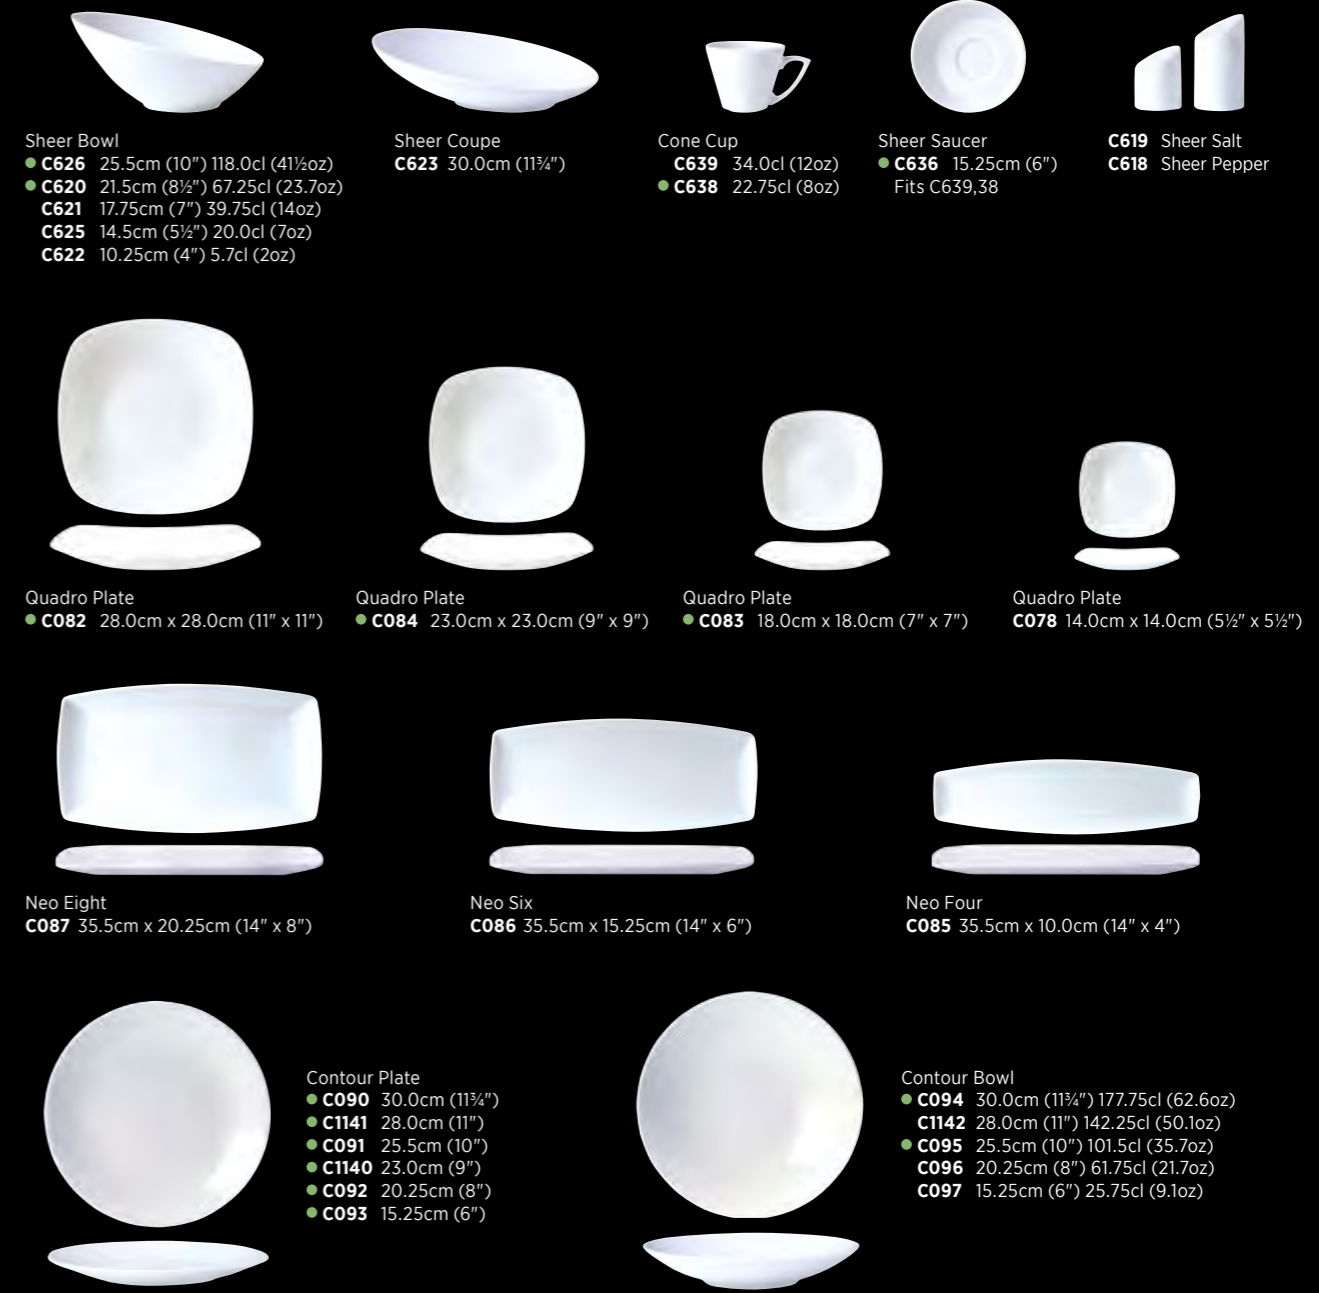 Sheer Bowl
C626 25.5cm (10") 118.0cl (41½oz)
C620 21.5cm (8½") 67.25cl (23.7oz)
C621 17.75cm (7") 39.75cl (14oz)
C625 14.5cm (5½") 20.0cl (7oz)
C622 10.25cm (4") 5.7cl (2oz)
Sheer Coupe
C623 30.0cm (11¾")
Cone Cup
C639 34.0cl (12oz)
C638 22.75cl (8oz)
Sheer Saucer
C636 15.25cm (6")
Fits C639,38
C619 Sheer Salt
C618 Sheer Pepper
Quadro Plate
C082 28.0cm x 28.0cm (11" x 11")
Quadro Plate
C084 23.0cm x 23.0cm (9" x 9")
Quadro Plate
C083 18.0cm x 18.0cm (7" x 7")
Quadro Plate
C078 14.0cm x 14.0cm (5½" x 5½")
Neo Eight
C087 35.5cm x 20.25cm (14" x 8")
Neo Six
C086 35.5cm x 15.25cm (14" x 6")
Neo Four
C085 35.5cm x 10.0cm (14" x 4")
Contour Plate
C090 30.0cm (11¾")
C1141 28.0cm (11")
C091 25.5cm (10")
C1140 23.0cm (9")
C092 20.25cm (8")
C093 15.25cm (6")
Contour Bowl
C094 30.0cm (11¾") 177.75cl (62.6oz)
C1142 28.0cm (11") 142.25cl (50.1oz)
C095 25.5cm (10") 101.5cl (35.7oz)
C096 20.25cm (8") 61.75cl (21.7oz)
C097 15.25cm (6") 25.75cl (9.1oz)